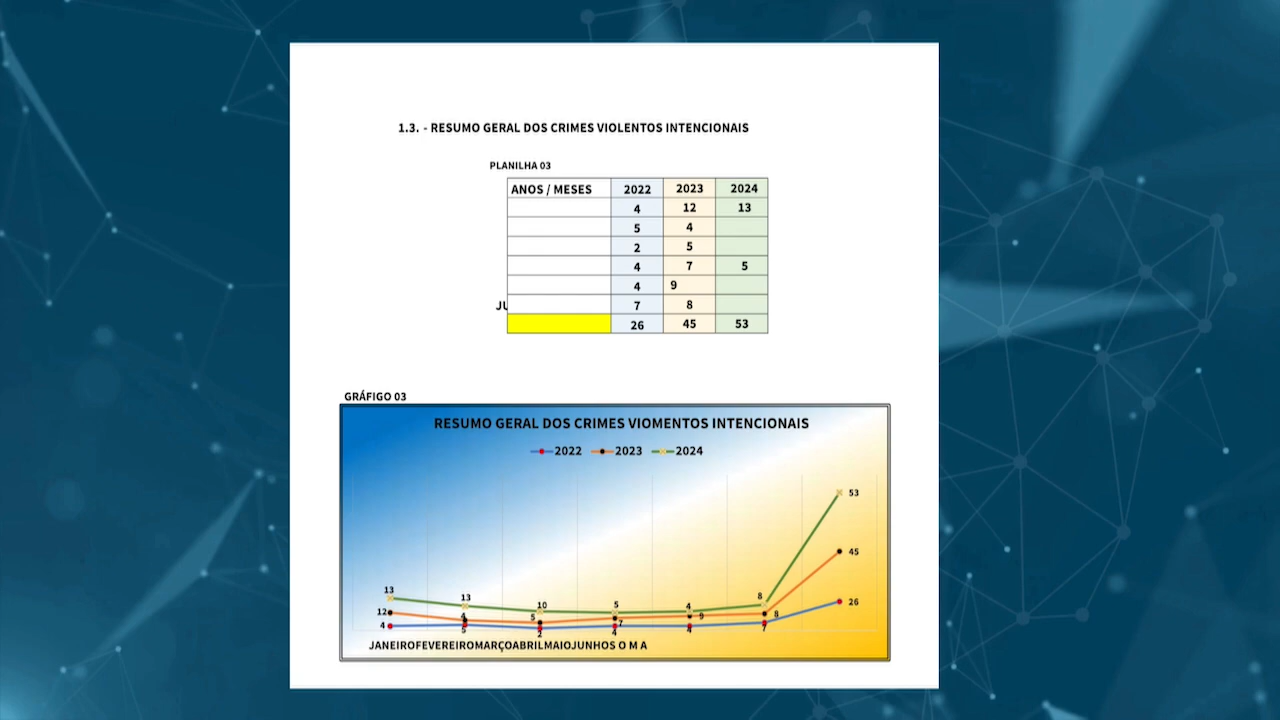 1.3. - RESUMO GERAL DOS CRIMES VIOLENTOS INTENCIONAIS
PLANILHA 03
ANOS / MESES 2022 2023 2024
4 12 13
5 4
2 5
4 7 5
4 9
JU 7 8
26 45 53
GRÁFIGO 03
RESUMO GERAL DOS CRIMES VIOMENTOS INTENCIONAIS
2022 2023 2024
53
45
26
13 13 10 5 4 8
12 4 5 7 9 8
4 5 2 4 4 7
JANEIROFEVEREIROMARÇOABRILMAIOJUNHOS O M A